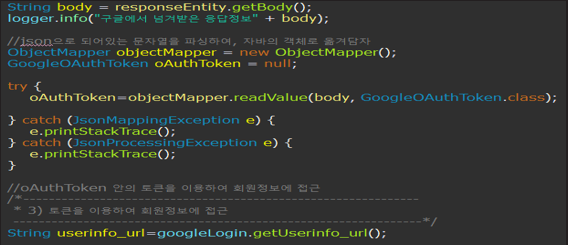 String body = responseEntity.getBody();
logger.info("구글에서 넘겨받은 응답정보" + body);
//json으로 되어있는 문자열을 파싱하여, 자바의 객체로 옮겨담자
ObjectMapper objectMapper = new ObjectMapper();
GoogleOAuthToken oAuthToken = null;
try {
oAuthToken=objectMapper.readValue(body, GoogleOAuthToken.class);
} catch (JsonMappingException e) {
e.printStackTrace();
} catch (JsonProcessingException e) {
e.printStackTrace();
}
//oAuthToken 안의 토큰을 이용하여 회원정보에 접근
/*----------------------------------------------------------
* 3) 토큰을 이용하여 회원정보에 접근
------------------------------------------------------------*/
String userinfo_url=googleLogin.getUserinfo_url();